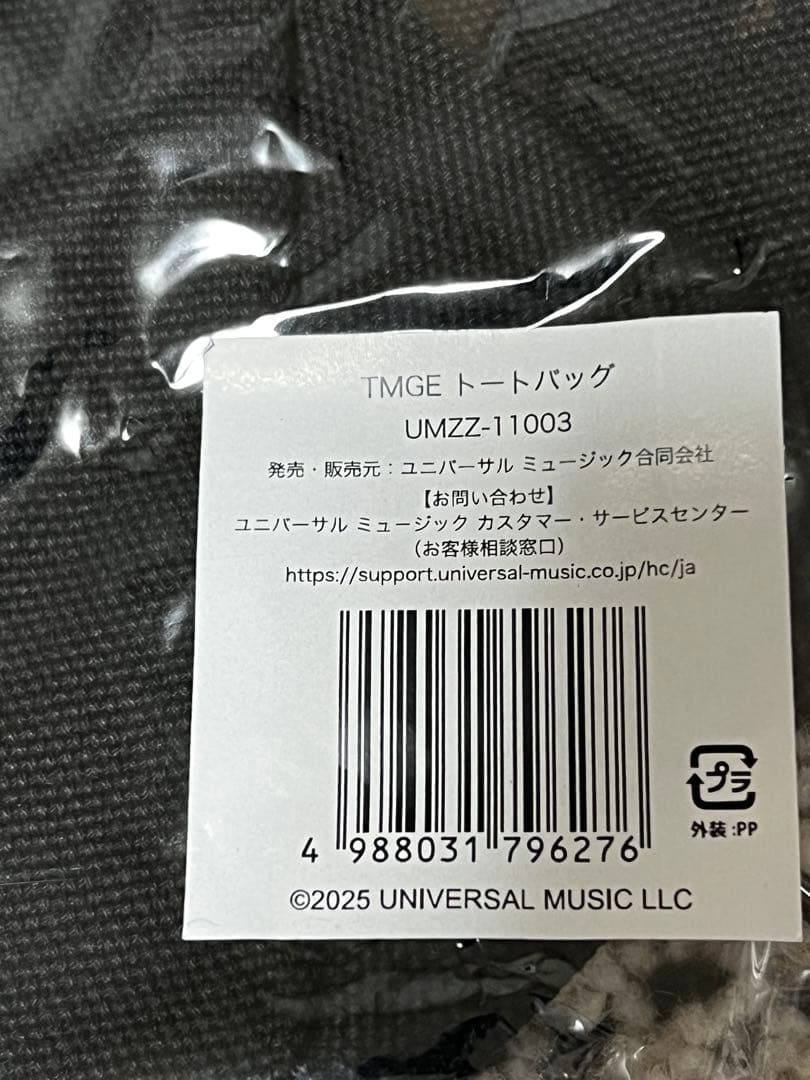 TMGE トートバッグ
UMZZ-11003
発売・販売元：ユニバーサル ミュージック合同会社
【お問い合わせ】
ユニバーサル ミュージック カスタマー・サービスセンター
（お客様相談窓口）
https://support.universal-music.co.jp/hc/ja
4 988031 796276
プラ
外装:PP
©2025 UNIVERSAL MUSIC LLC